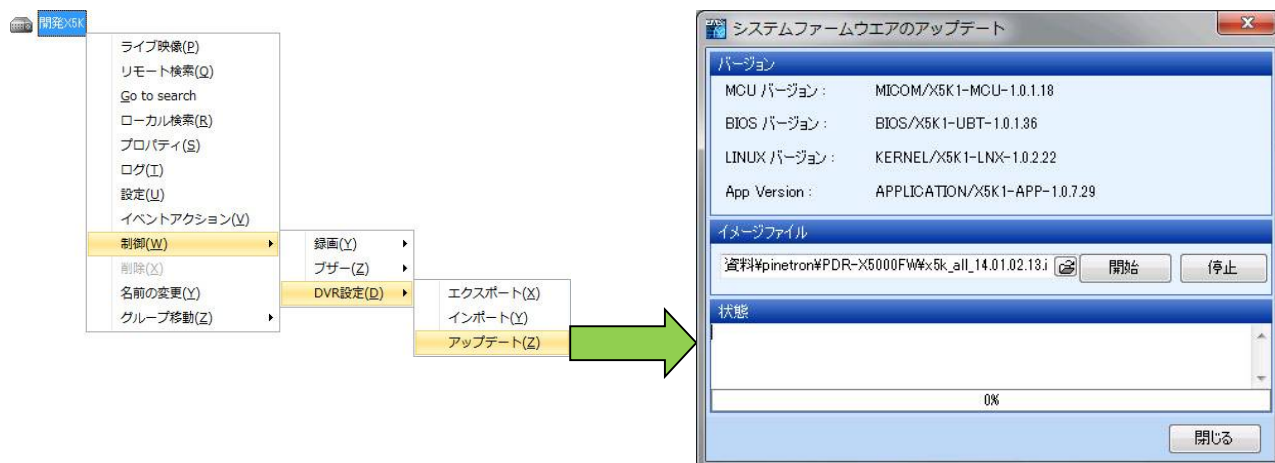 開発X5K
ライブ映像(P)
リモート検索(Q)
Go to search
ローカル検索(R)
プロパティ(S)
ログ(T)
設定(U)
イベントアクション(V)
制御(W)
削除(X)
名前の変更(Y)
グループ移動(Z)
録画(Y)
ブザー(Z)
DVR設定(D)
エクスポート(X)
インポート(Y)
アップデート(Z)
システムファームウエアのアップデート
バージョン
MCU バージョン : MICOM/X5K1-MCU-1.0.1.18
BIOS バージョン : BIOS/X5K1-UBT-1.0.1.36
LINUX バージョン : KERNEL/X5K1-LNX-1.0.2.22
App Version : APPLICATION/X5K1-APP-1.0.7.29
イメージファイル
資料¥pinetron¥PDR-X5000FW¥x5k_all_14.01.02.13.i 開始 停止
状態
0%
閉じる